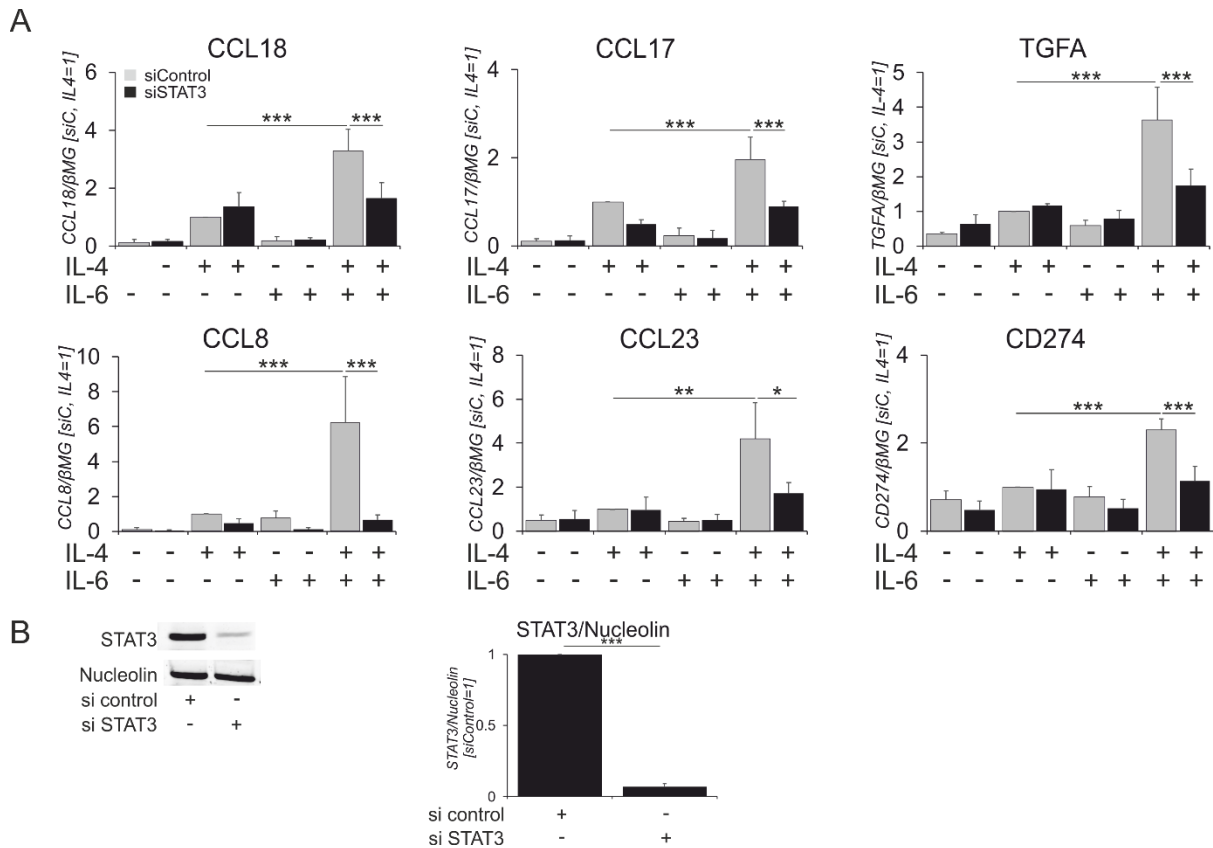 A
CCL18
CCL18/βMG [siC, IL4=1]
6
4
2
0
siControl
siSTAT3
*** ***
IL-4 - + + - - + +
IL-6 - - - - + + + +
CCL17
CCL17/βMG [siC, IL4=1]
4
2
0
*** ***
IL-4 - - + + - - + +
IL-6 - - - - + + + +
TGFA
TGFA/βMG [siC, IL-4=1]
5
4
3
2
1
0
*** ***
IL-4 - - + + - - + +
IL-6 - - - - + + + +
CCL8
CCL8/βMG [siC, IL4=1]
10
8
6
4
2
0
*** ***
IL-4 - - + + - - + +
IL-6 - - - - + + + +
CCL23
CCL23/βMG [siC, IL4=1]
8
6
4
2
0
** *
IL-4 - - + + - - + +
IL-6 - - - - + + + +
CD274
CD274/βMG [siC, IL4=1]
4
2
0
*** ***
IL-4 - - + + - - + +
IL-6 - - - - + + + +
B
STAT3
Nucleolin
si control + -
si STAT3 - +
STAT3/Nucleolin
***
STAT3/Nucleolin
[siControl=1]
1
0.5
0
si control + -
si STAT3 - +